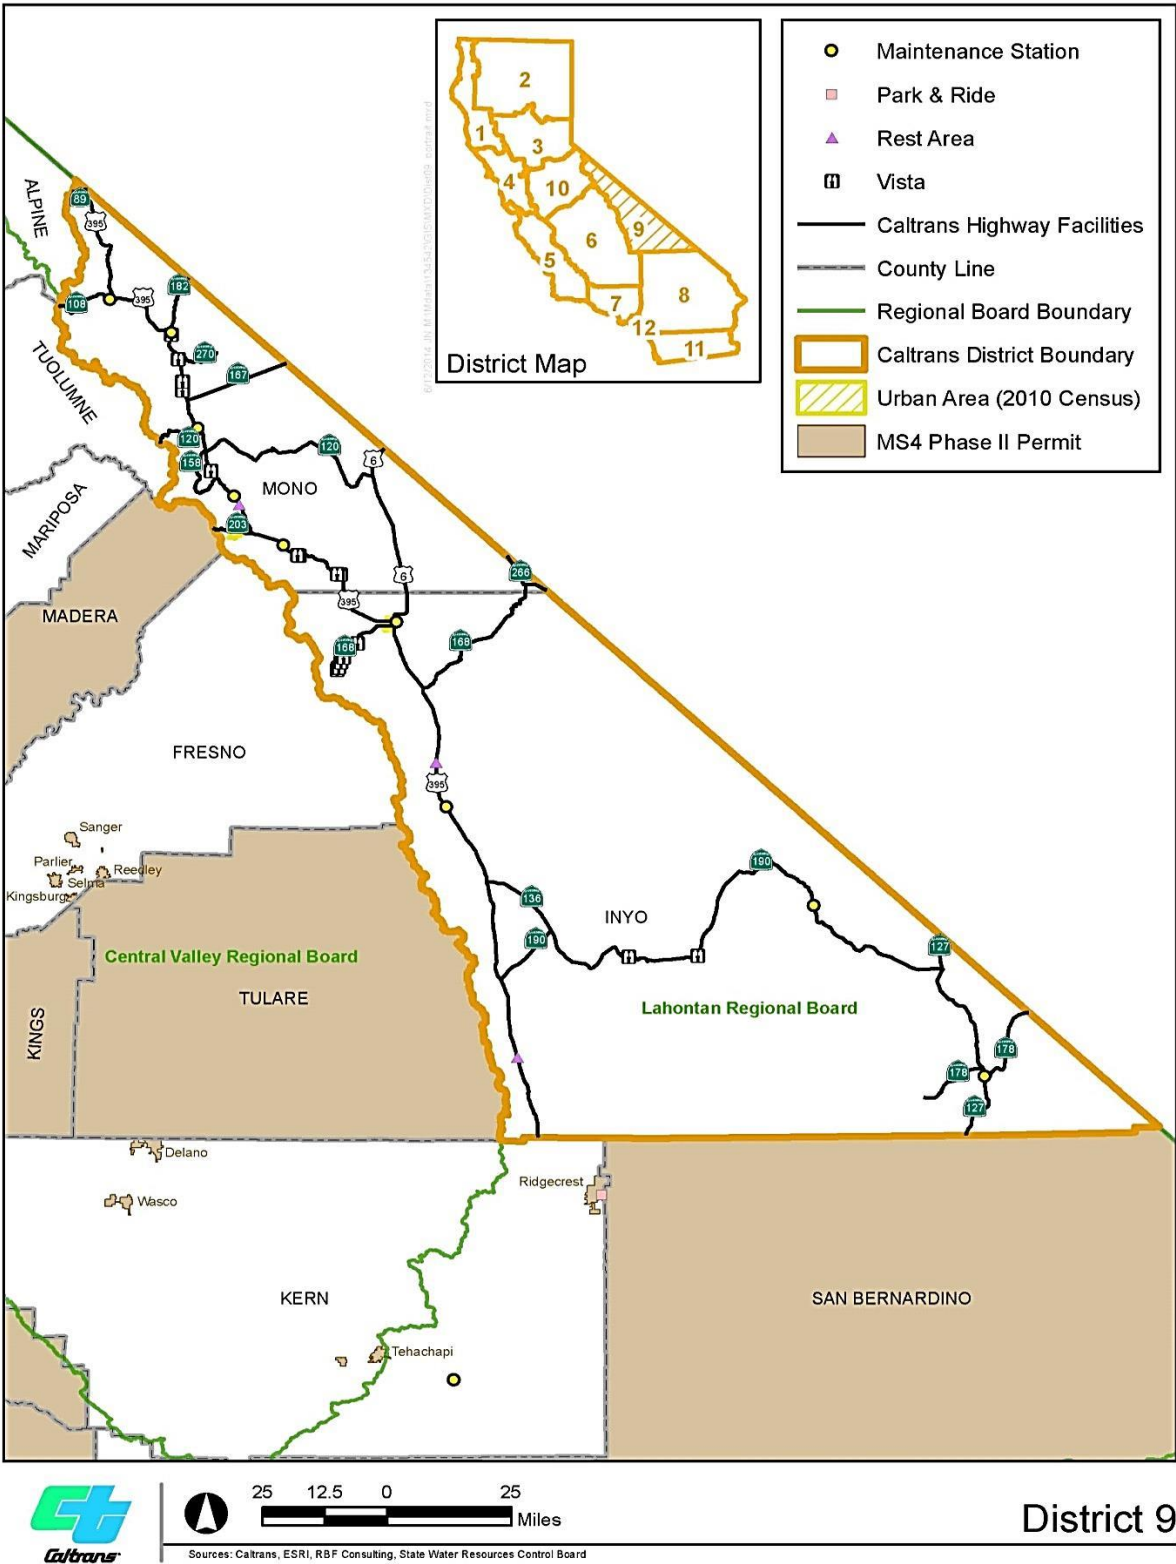 Maintenance Station
Park & Ride
Rest Area
Vista
Caltrans Highway Facilities
County Line
Regional Board Boundary
Caltrans District Boundary
Urban Area (2010 Census)
MS4 Phase II Permit
2
1
3
4
10
9
6
5
8
7
12
11
District Map
ALPINE
89
395
108
395
182
TUOLUMNE
270
167
120
158
120
6
MONO
MARIPOSA
203
266
6
MADERA
395
168
168
FRESNO
395
Sanger
Parlier
Reedley
Selma
Kingsburg
190
136
INYO
190
127
Central Valley Regional Board
TULARE
Lahontan Regional Board
KINGS
178
178
127
Delano
Ridgecrest
Wasco
KERN
SAN BERNARDINO
Tehachapi
25 12.5 0 25
Miles
District 9
Caltrans
Sources: Caltrans, ESRI, RBF Consulting, State Water Resources Control Board